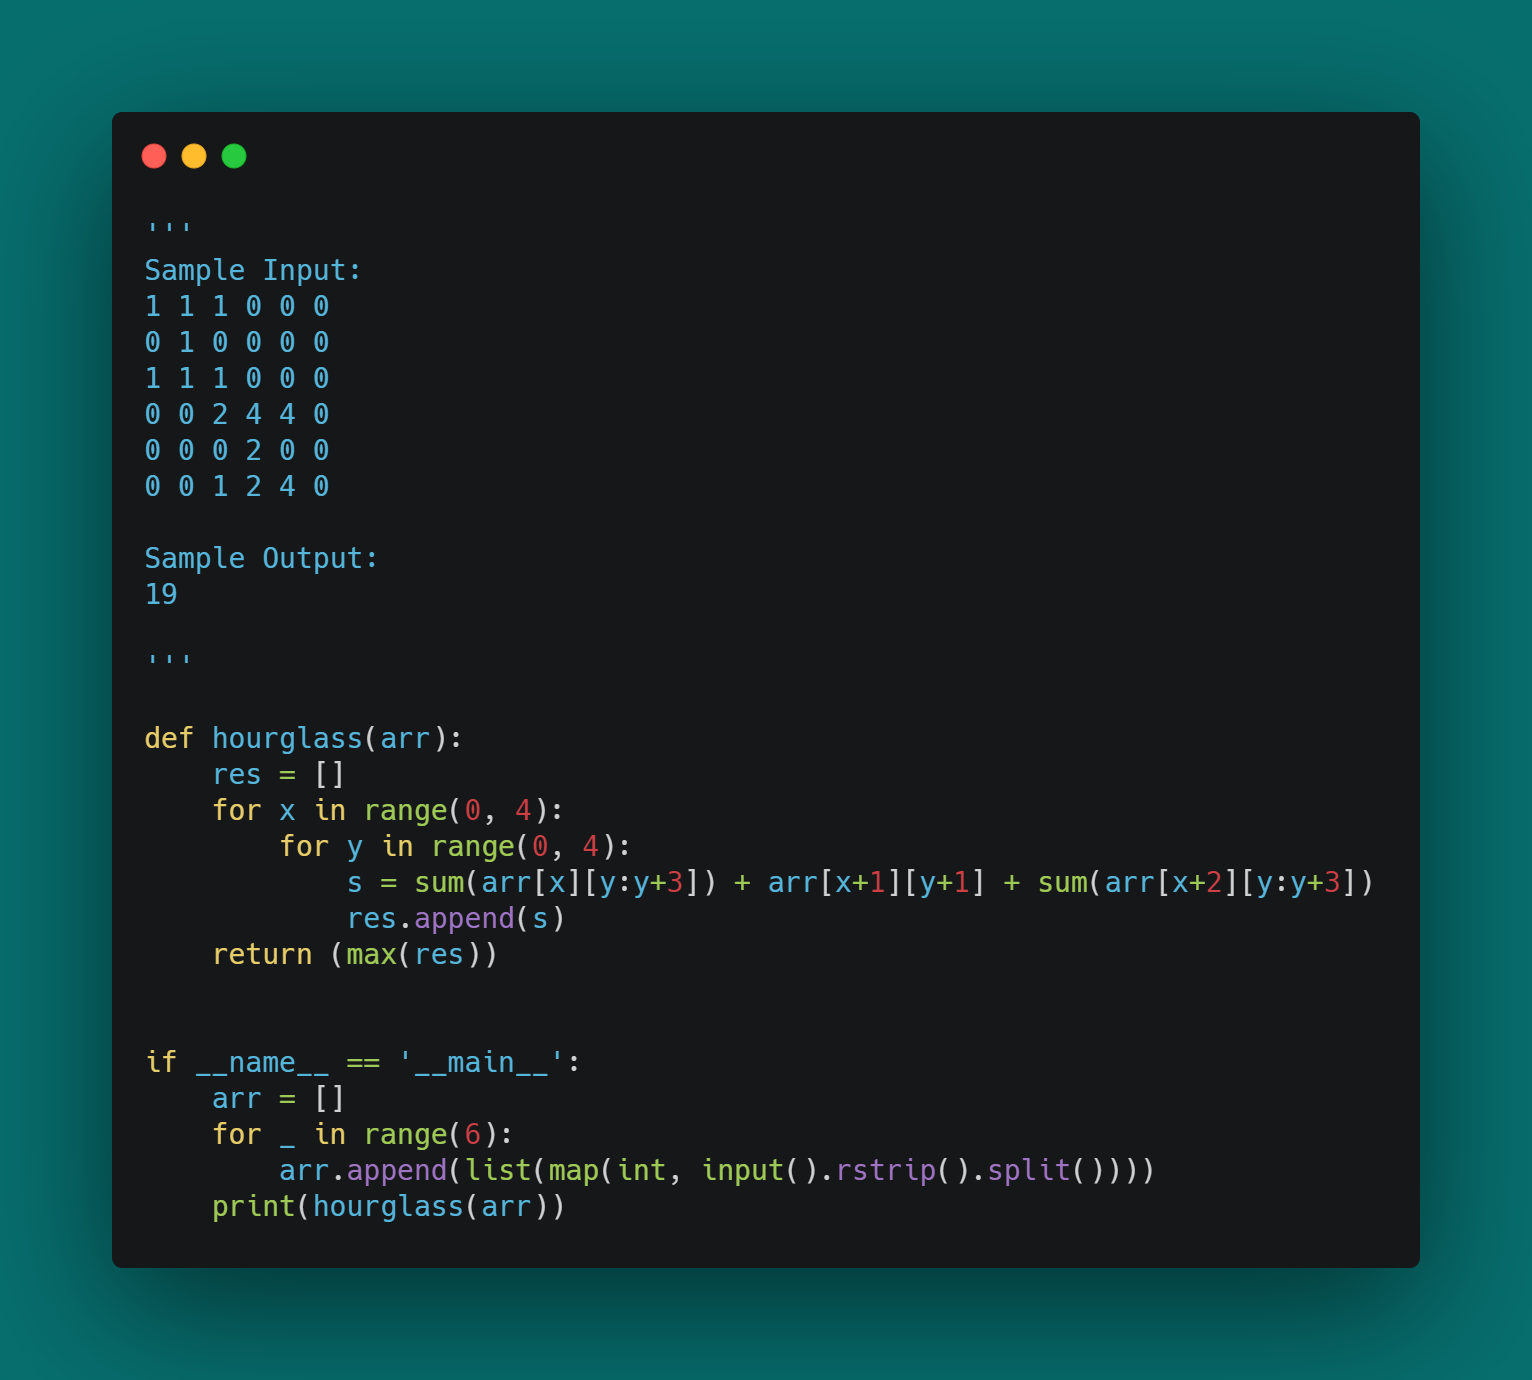 '''
Sample Input:
1 1 1 0 0 0
0 1 0 0 0 0
1 1 1 0 0 0
0 0 2 4 4 0
0 0 0 2 0 0
0 0 1 2 4 0

Sample Output:
19

'''

def hourglass(arr):
    res = []
    for x in range(0, 4):
        for y in range(0, 4):
            s = sum(arr[x][y:y+3]) + arr[x+1][y+1] + sum(arr[x+2][y:y+3])
            res.append(s)
    return (max(res))


if __name__ == '__main__':
    arr = []
    for _ in range(6):
        arr.append(list(map(int, input().rstrip().split())))
    print(hourglass(arr))